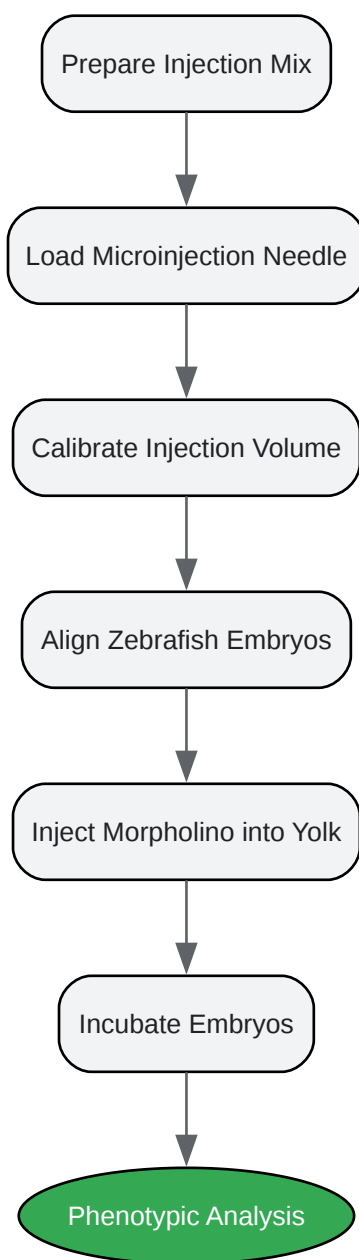 Prepare Injection Mix
Load Microinjection Needle
Calibrate Injection Volume
Align Zebrafish Embryos
Inject Morpholino into Yolk
Incubate Embryos
Phenotypic Analysis